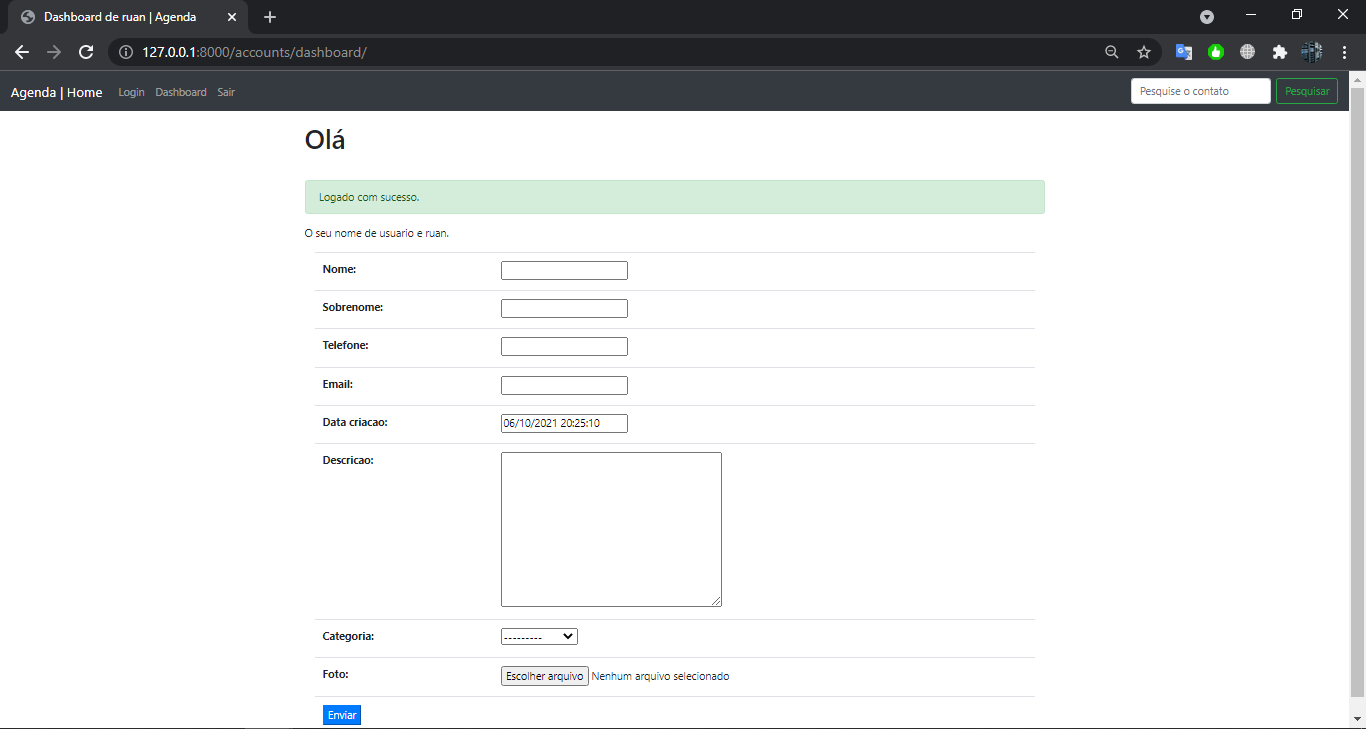 Dashboard de ruan | Agenda
127.0.0.1:8000/accounts/dashboard/
Agenda | Home Login Dashboard Sair Pesquise o contato Pesquisar
Olá
Logado com sucesso.
O seu nome de usuario e ruan.
Nome:
Sobrenome:
Telefone:
Email:
Data criacao: 06/10/2021 20:25:10
Descricao:
Categoria: ---------
Foto: Escolher arquivo Nenhum arquivo selecionado
Enviar